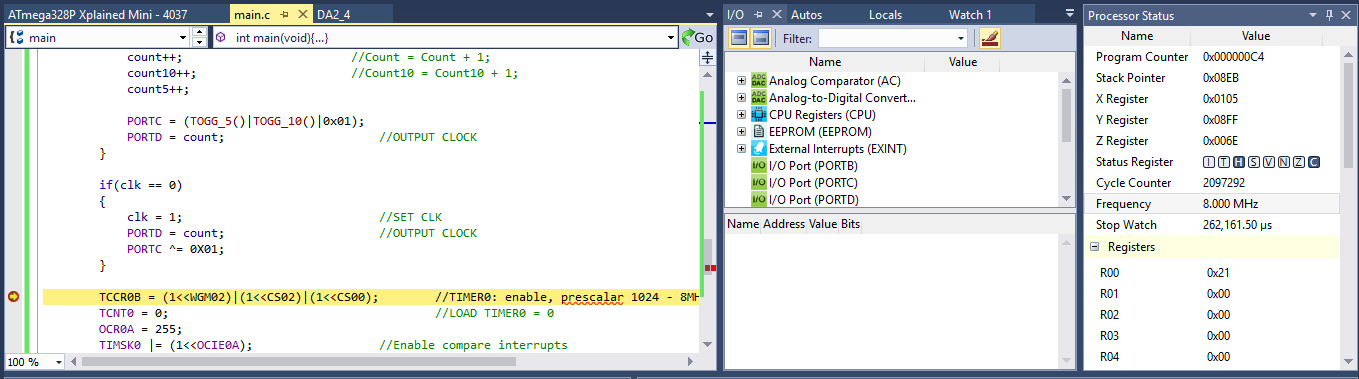 ATmega328P Xplained Mini - 4037 main.c DA2_4
main int main(void){...} Go
count++; //Count = Count + 1;
count10++; //Count10 = Count10 + 1;
count5++;
PORTC = (TOGG_5()|TOGG_10()|0x01);
PORTD = count; //OUTPUT CLOCK
}
if(clk == 0)
{
clk = 1; //SET CLK
PORTD = count; //OUTPUT CLOCK
PORTC ^= 0X01;
}
TCCR0B = (1<<WGM02)|(1<<CS02)|(1<<CS00); //TIMER0: enable, prescalar 1024 - 8MH
TCNT0 = 0; //LOAD TIMER0 = 0
OCR0A = 255;
TIMSK0 |= (1<<OCIE0A); //Enable compare interrupts
100 %
I/O Autos Locals Watch 1
Filter:
Name Value
ADC DAC Analog Comparator (AC)
ADC DAC Analog-to-Digital Convert...
CPU Registers (CPU)
EEPROM (EEPROM)
External Interrupts (EXINT)
I/O I/O Port (PORTB)
I/O I/O Port (PORTC)
I/O I/O Port (PORTD)
Name Address Value Bits
Processor Status
Name Value
Program Counter 0x000000C4
Stack Pointer 0x08EB
X Register 0x0105
Y Register 0x08FF
Z Register 0x006E
Status Register I T H S V N Z C
Cycle Counter 2097292
Frequency 8.000 MHz
Stop Watch 262,161.50 µs
Registers
R00 0x21
R01 0x00
R02 0x00
R03 0x00
R04 0x00